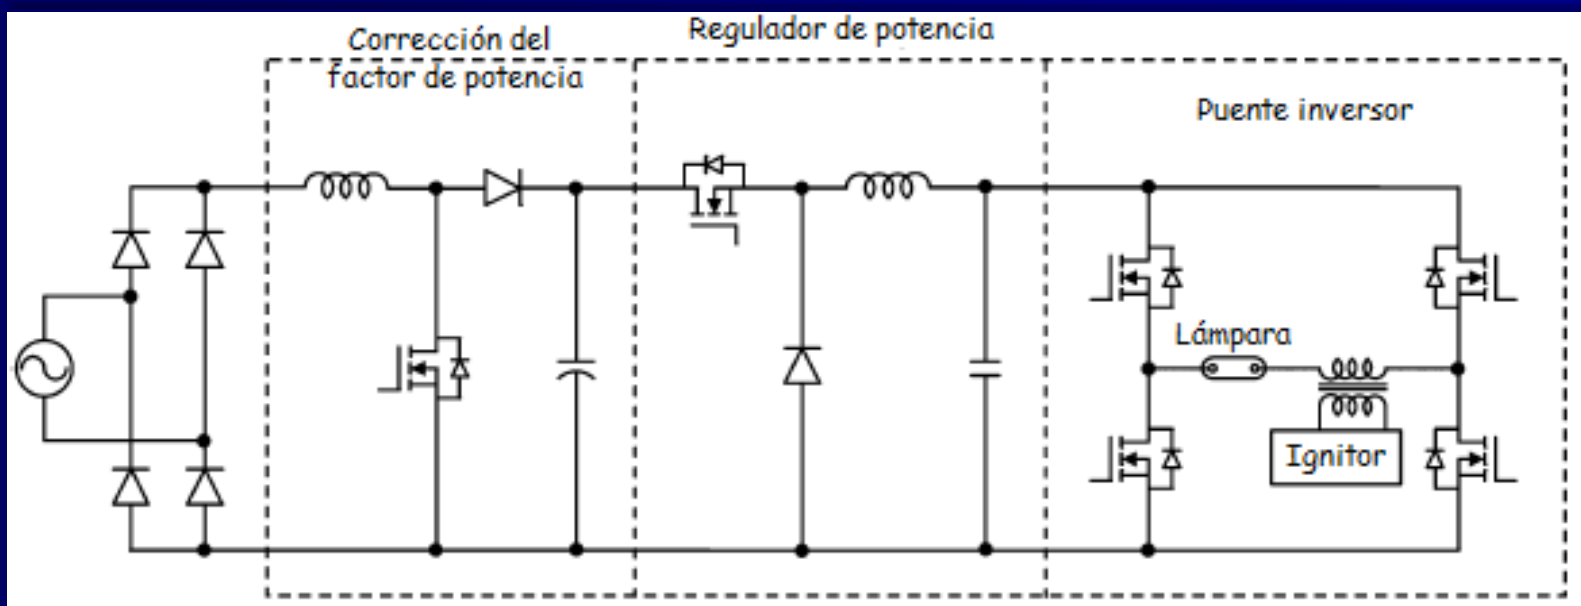 Corrección del
factor de potencia
Regulador de potencia
Puente inversor
Lámpara
Ignitor